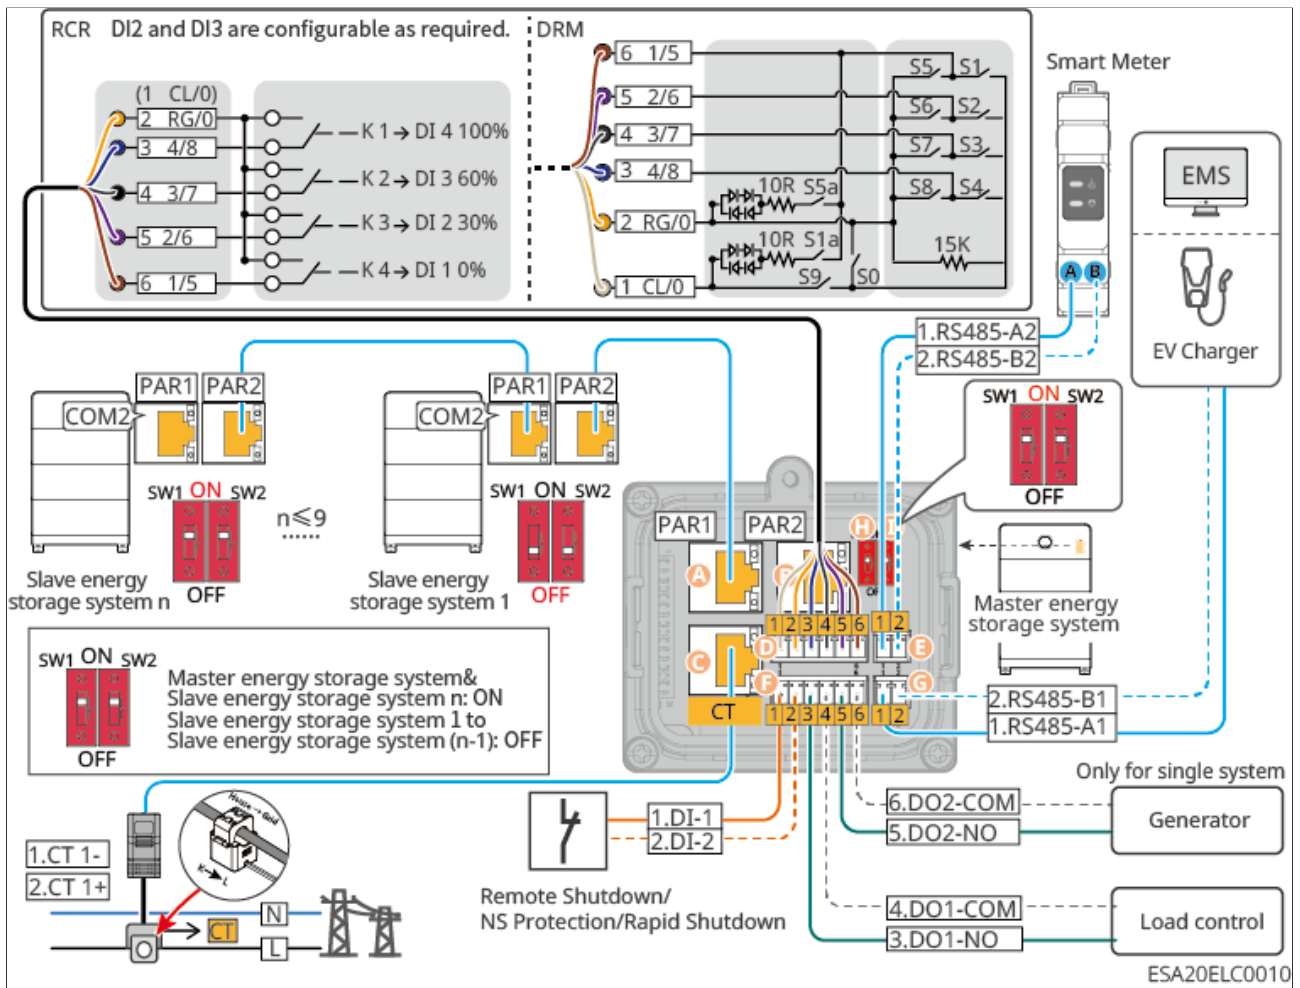 RCR DI2 and DI3 are configurable as required.
(1 CL/0)
2 RG/0
3 4/8
4 3/7
5 2/6
6 1/5
K 1 → DI 4 100%
K 2 → DI 3 60%
K 3 → DI 2 30%
K 4 → DI 1 0%
DRM
6 1/5
5 2/6
4 3/7
3 4/8
2 RG/0
1 CL/0
S5 S1
S6 S2
S7 S3
S8 S4
10R S5a
10R S1a
S9 S0
15K
Smart Meter
A B
EMS
EV Charger
1.RS485-A2
2.RS485-B2
SW1 ON SW2
OFF
PAR1 PAR2
COM2
SW1 ON SW2
OFF
Slave energy
storage system n
n≤9
......
PAR1 PAR2
COM2
SW1 ON SW2
OFF
Slave energy
storage system 1
PAR1 PAR2
H I
A B
1 2 3 4 5 6 1 2
C D E
F G
CT
1 2 3 4 5 6 1 2
Master energy
storage system
2.RS485-B1
1.RS485-A1
SW1 ON SW2
OFF
Master energy storage system&
Slave energy storage system n: ON
Slave energy storage system 1 to
Slave energy storage system (n-1): OFF
House → Grid
K → L
1.CT 1-
2.CT 1+
N
CT
L
1.DI-1
2.DI-2
Remote Shutdown/
NS Protection/Rapid Shutdown
Only for single system
6.DO2-COM
5.DO2-NO
Generator
4.DO1-COM
3.DO1-NO
Load control
ESA20ELC0010